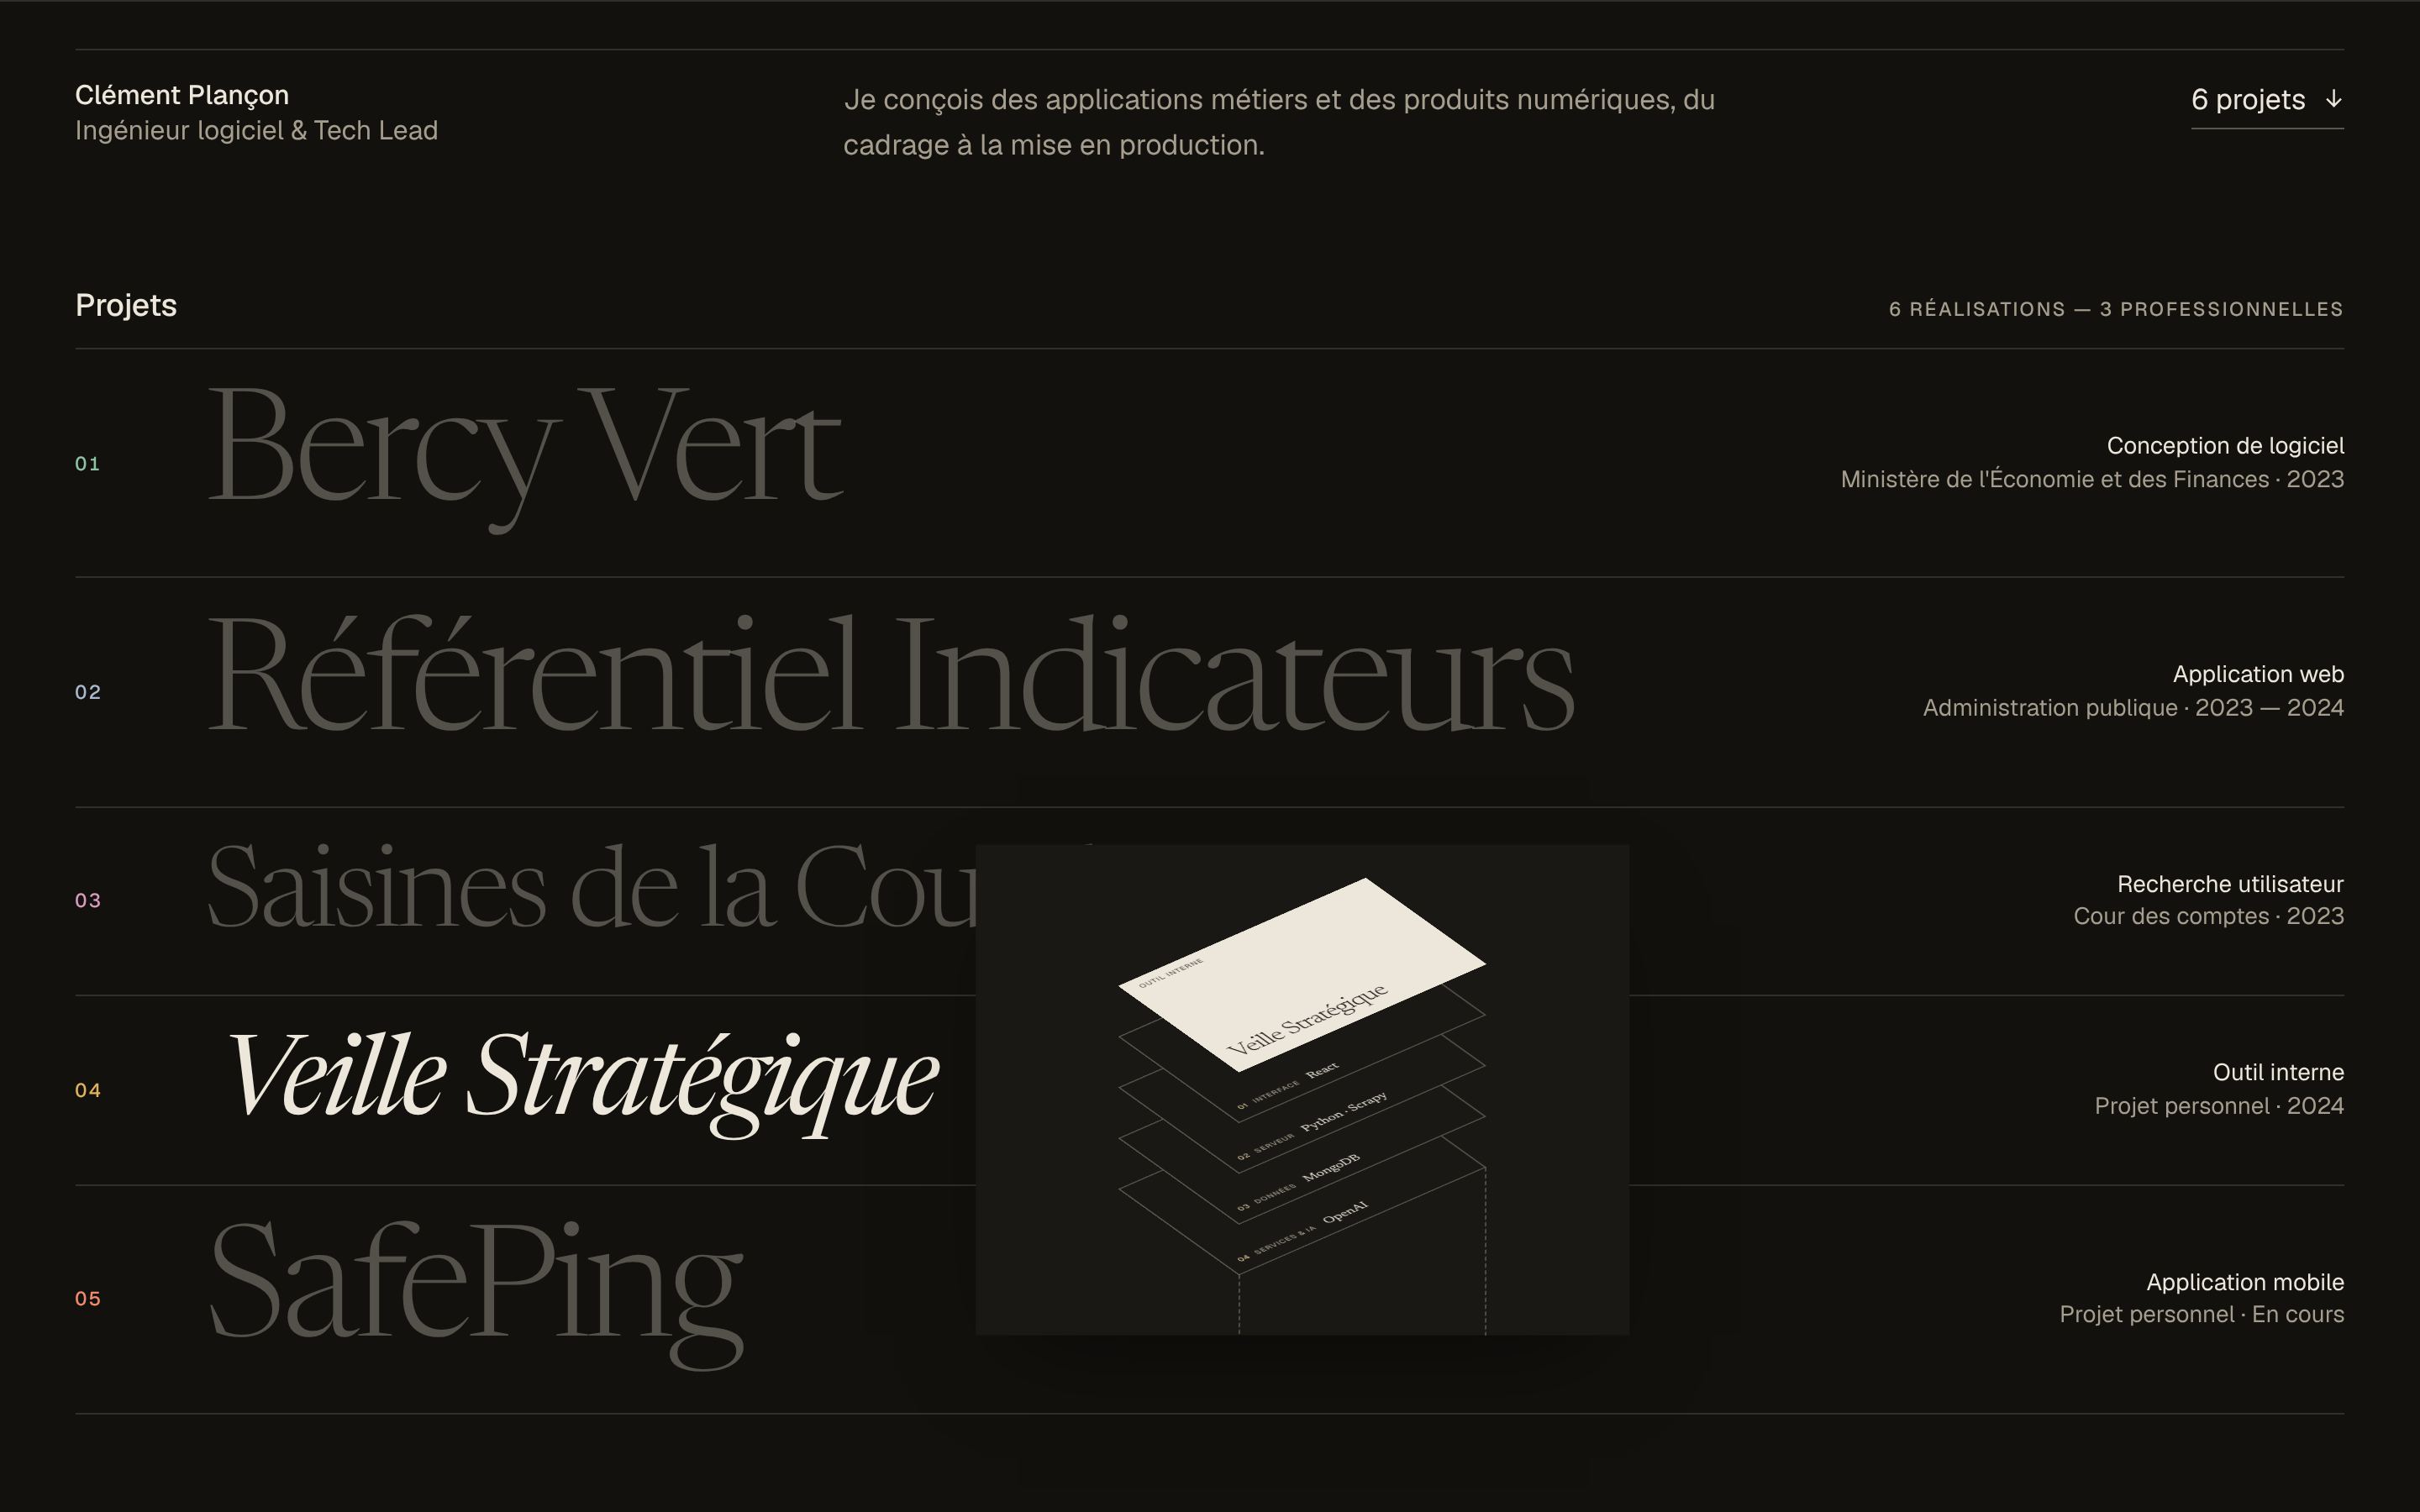 Clément Plançon
Ingénieur logiciel & Tech Lead
Je conçois des applications métiers et des produits numériques, du
cadrage à la mise en production.
6 projets ↓
Projets
6 RÉALISATIONS — 3 PROFESSIONNELLES
01
Bercy Vert
Conception de logiciel
Ministère de l'Économie et des Finances · 2023
02
Référentiel Indicateurs
Application web
Administration publique · 2023 — 2024
03
Saisines de la Cou
Recherche utilisateur
Cour des comptes · 2023
04
Veille Stratégique
Outil interne
Projet personnel · 2024
OUTIL INTERNE
Veille Stratégique
01 INTERFACE React
02 SERVEUR Python · Scrapy
03 DONNÉES MongoDB
04 SERVICES & IA OpenAI
05
SafePing
Application mobile
Projet personnel · En cours